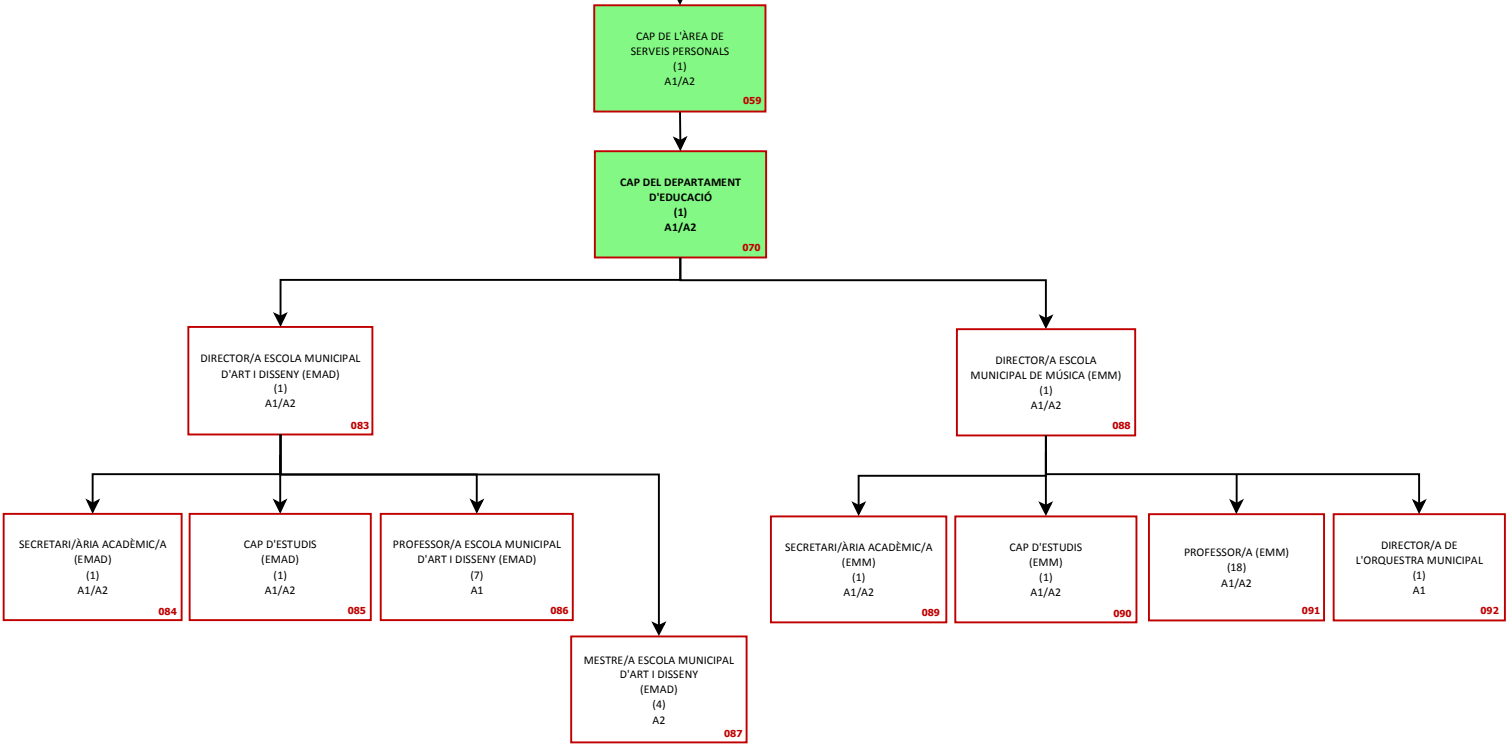 CAP DE L'ÀREA DE
SERVEIS PERSONALS
(1)
A1/A2
059
CAP DEL DEPARTAMENT
D'EDUCACIÓ
(1)
A1/A2
070
DIRECTOR/A ESCOLA MUNICIPAL
D'ART I DISSENY (EMAD)
(1)
A1/A2
083
DIRECTOR/A ESCOLA
MUNICIPAL DE MÚSICA (EMM)
(1)
A1/A2
088
SECRETARI/ÀRIA ACADÈMIC/A
(EMAD)
(1)
A1/A2
084
CAP D'ESTUDIS
(EMAD)
(1)
A1/A2
085
PROFESSOR/A ESCOLA MUNICIPAL
D'ART I DISSENY (EMAD)
(7)
A1
086
MESTRE/A ESCOLA MUNICIPAL
D'ART I DISSENY
(EMAD)
(4)
A2
087
SECRETARI/ÀRIA ACADÈMIC/A
(EMM)
(1)
A1/A2
089
CAP D'ESTUDIS
(EMM)
(1)
A1/A2
090
PROFESSOR/A (EMM)
(18)
A1/A2
091
DIRECTOR/A DE
L'ORQUESTRA MUNICIPAL
(1)
A1
092